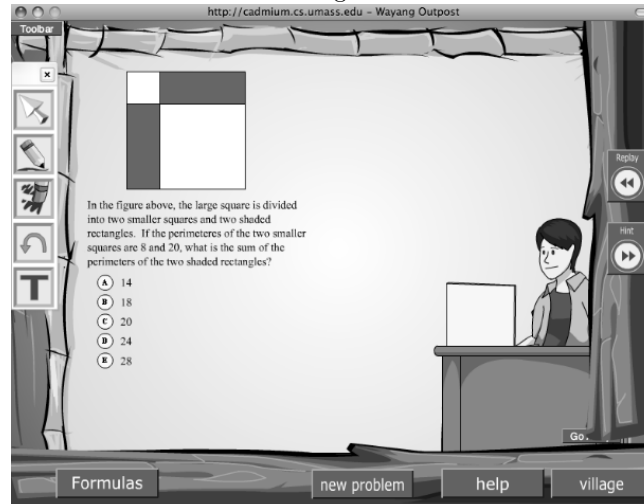 http://cadmium.cs.umass.edu – Wayang Outpost
Toolbar
In the figure above, the large square is divided
into two smaller squares and two shaded
rectangles. If the perimeteres of the two smaller
squares are 8 and 20, what is the sum of the
perimeters of the two shaded rectangles?
A 14
B 18
C 20
D 24
E 28
T
Replay
Hint
Formulas
new problem
help
village